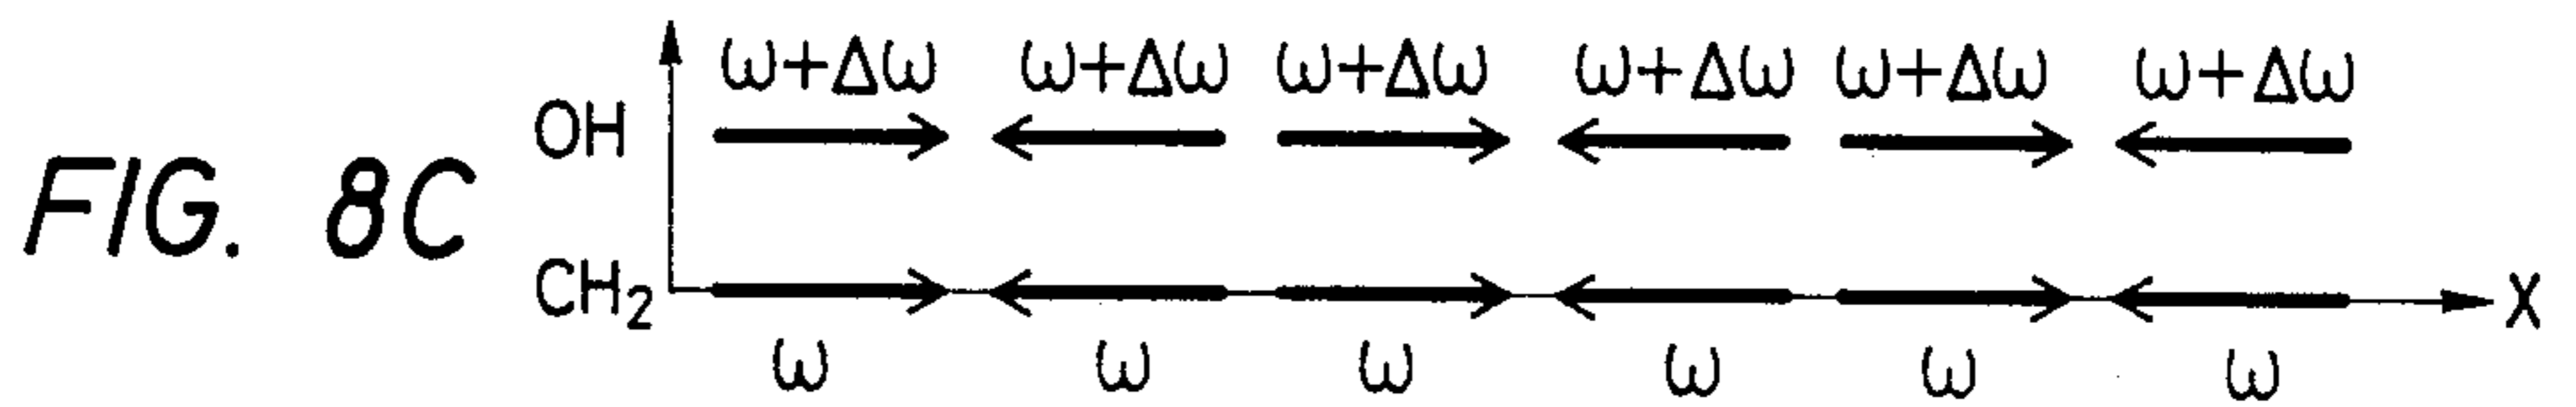 FIG. 8C
ω+Δω ω+Δω ω+Δω ω+Δω ω+Δω ω+Δω
OH
CH₂ X
ω ω ω ω ω ω